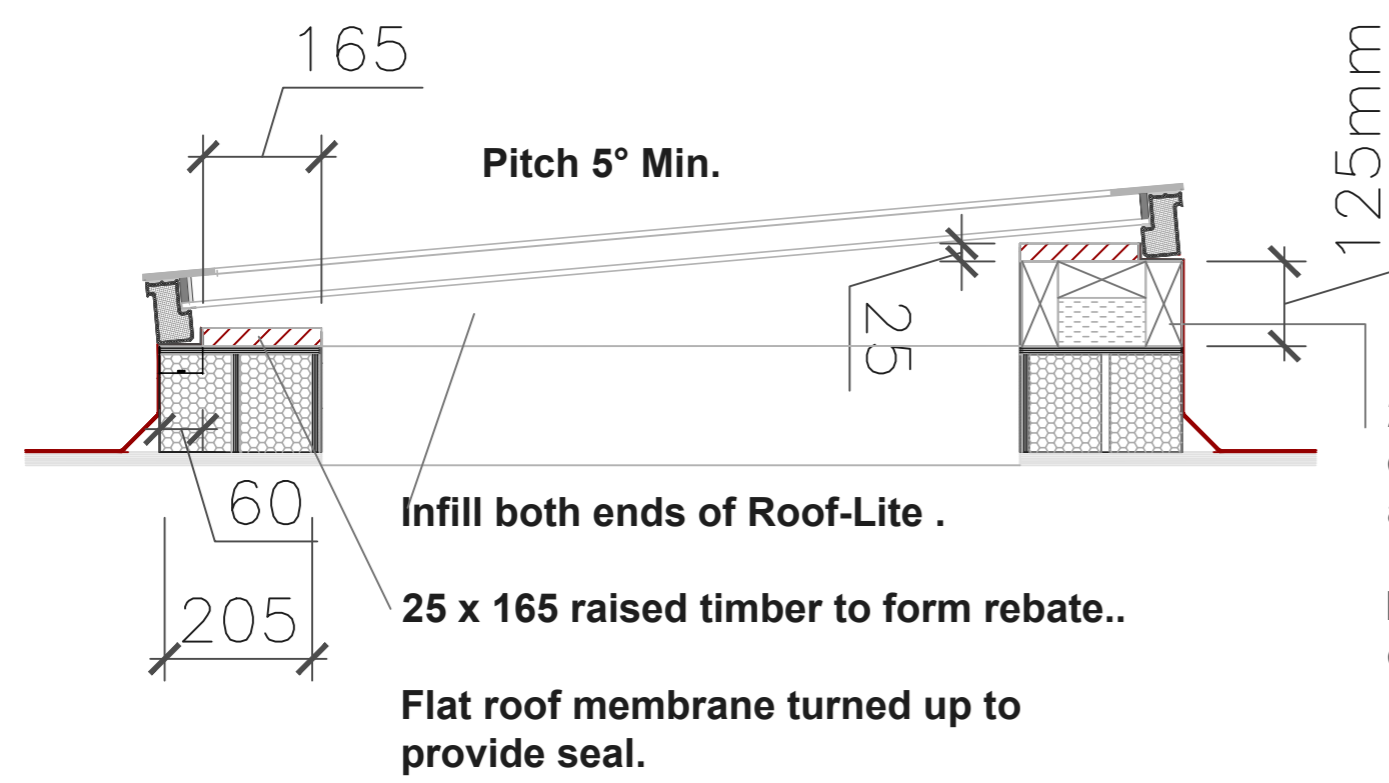 165
Pitch 5° Min.
125mm
25
60
205
Infill both ends of Roof-Lite .
25 x 165 raised timber to form rebate..
Flat roof membrane turned up to
provide seal.